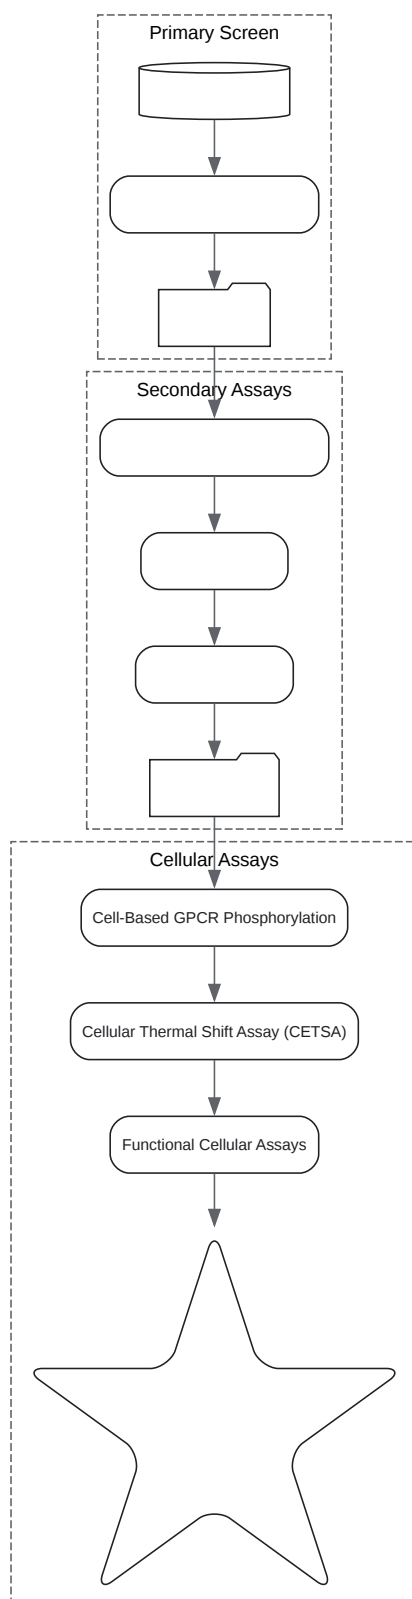 Primary Screen
Secondary Assays
Cellular Assays
Cell-Based GPCR Phosphorylation
Cellular Thermal Shift Assay (CETSA)
Functional Cellular Assays